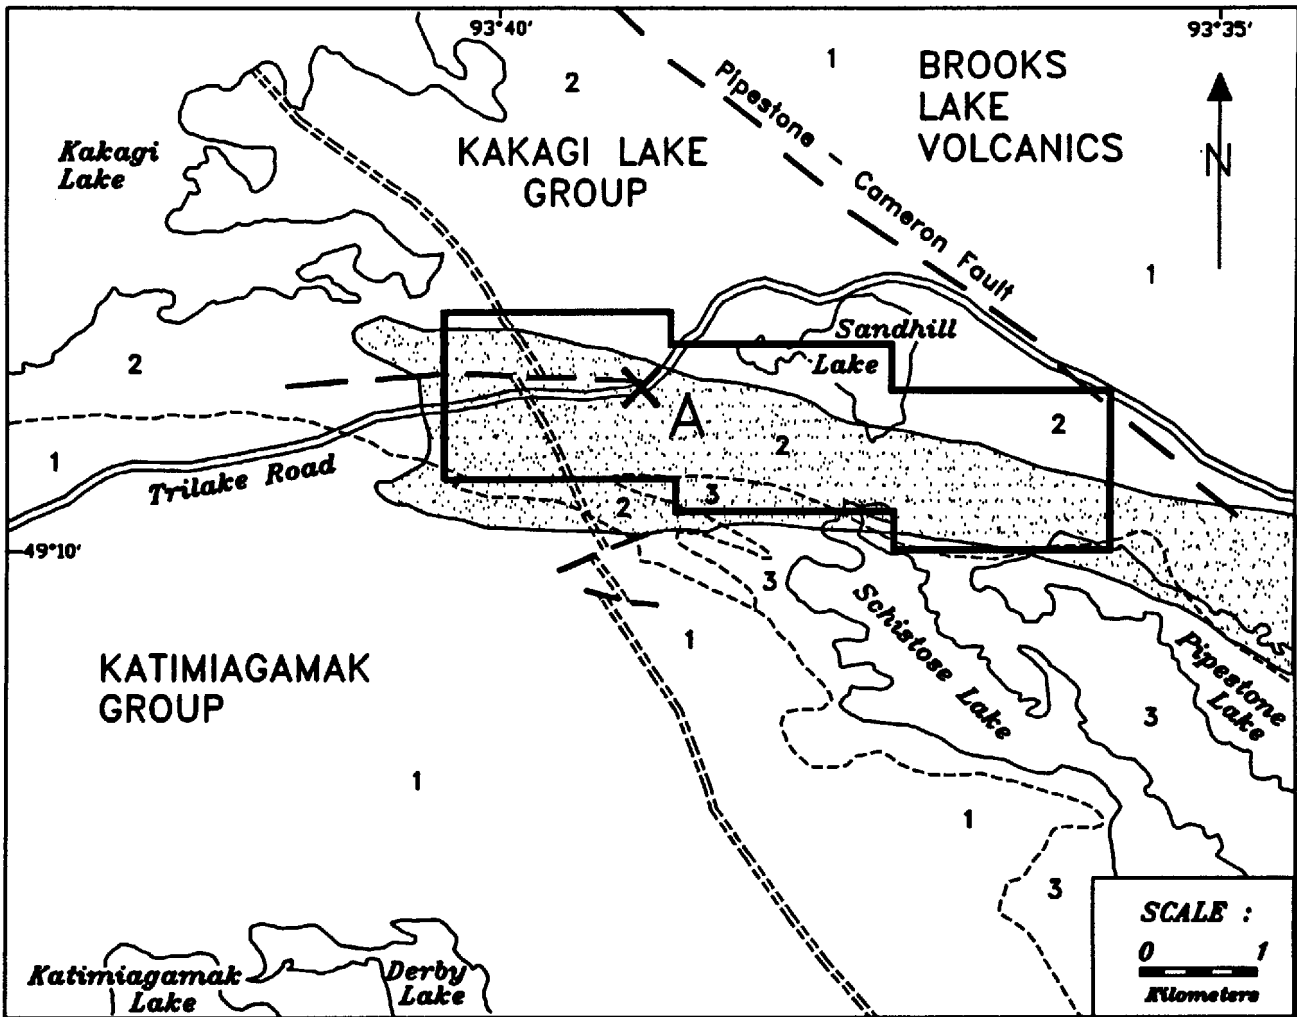 93°40'
93°35'
BROOKS
LAKE
VOLCANICS
1
2
Pipestone - Cameron Fault
N
Kakagi
Lake
KAKAGI LAKE
GROUP
1
Sandhill
Lake
2
A
2
2
1
Trilake Road
3
2
49°10'
3
Schistose Lake
1
Pipestone
Lake
KATIMIAGAMAK
GROUP
3
1
1
3
SCALE :
0 1
Kilometers
Katimiagamak
Lake
Derby
Lake